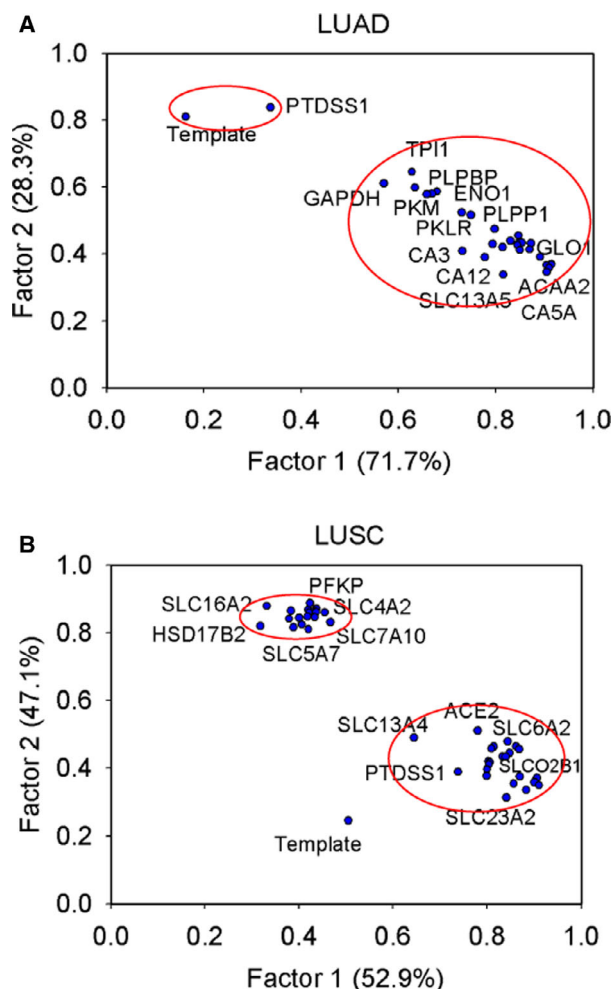 A
LUAD
1.0
PTDSS1
0.8
Template
TPI1
PLPBP
0.6
GAPDH
ENO1
PKM
PLPP1
PKLR
0.4
CA3
GLO1
CA12
ACAA2
SLC13A5
CA5A
0.2
0.0
Factor 2 (28.3%)
0.0 0.2 0.4 0.6 0.8 1.0
Factor 1 (71.7%)
B
LUSC
1.0
PFKP
SLC16A2
SLC4A2
0.8
HSD17B2
SLC7A10
SLC5A7
0.6
ACE2
SLC13A4
SLC6A2
0.4
PTDSS1
SLCO2B1
SLC23A2
0.2
Template
0.0
Factor 2 (47.1%)
0.0 0.2 0.4 0.6 0.8 1.0
Factor 1 (52.9%)